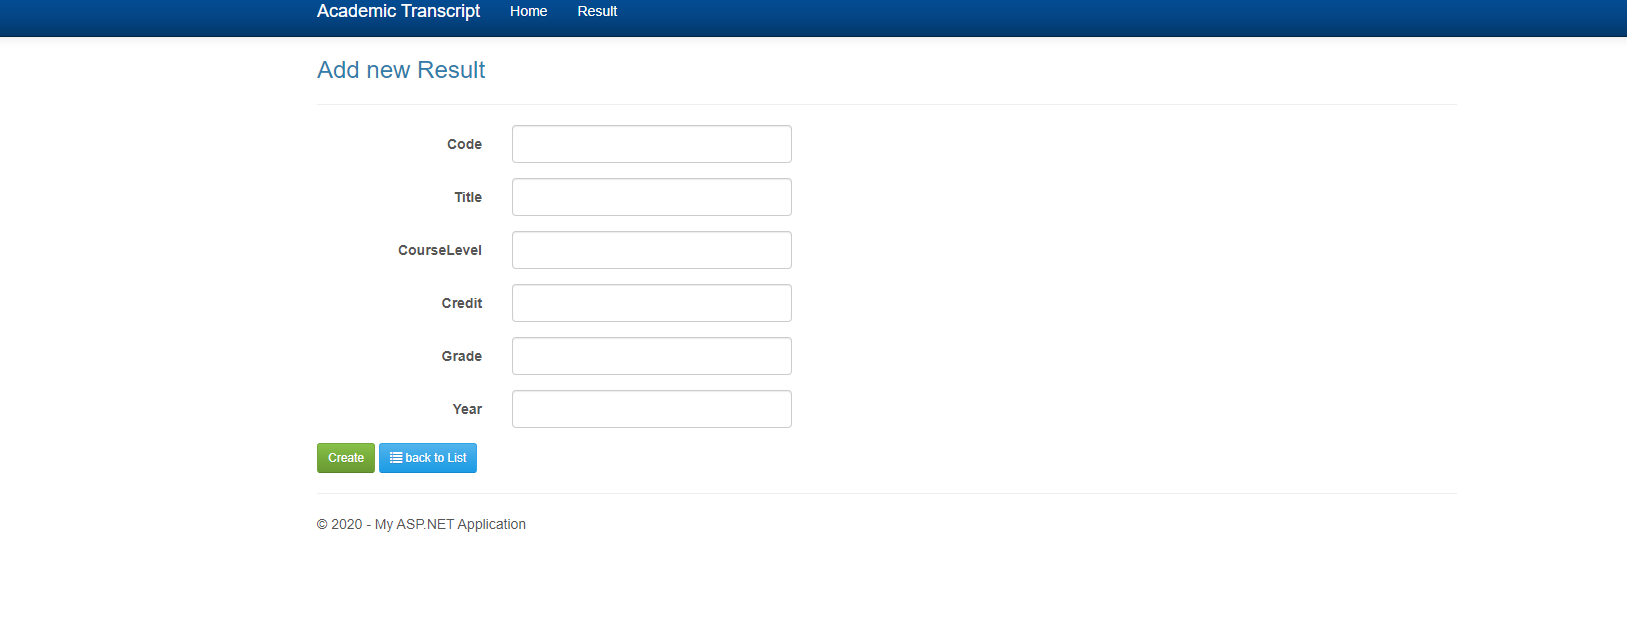 Academic Transcript Home Result
Add new Result
Code
Title
CourseLevel
Credit
Grade
Year
Create back to List
© 2020 - My ASP.NET Application